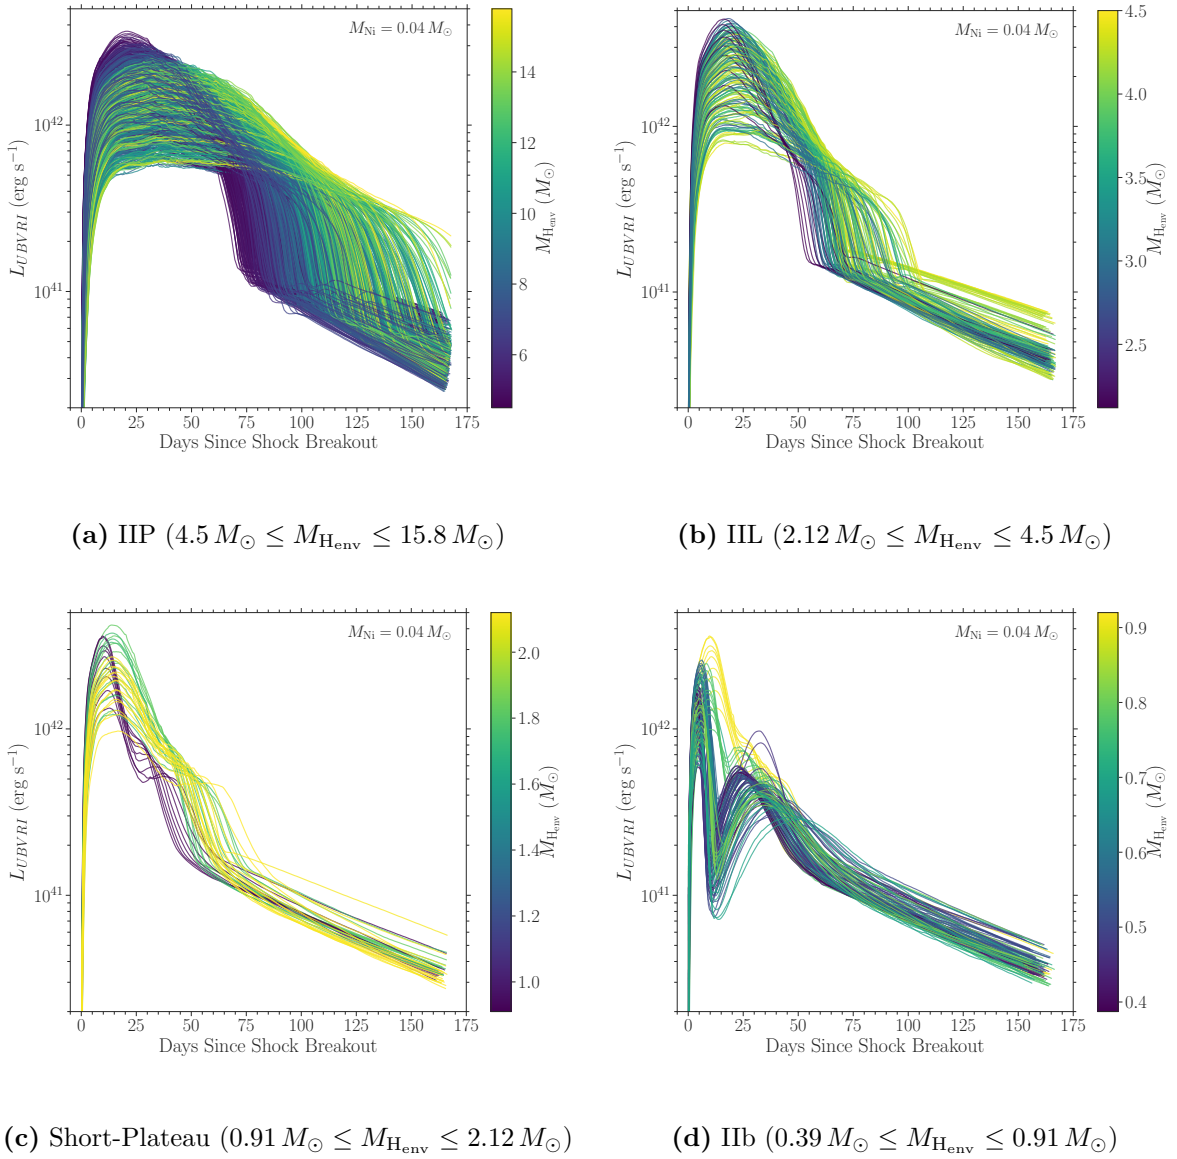 M_Ni = 0.04 M_⊙
10^12
10^11
L_UBVRI (erg s^−1)
0 25 50 75 100 125 150 175
Days Since Shock Breakout
14
12
10
8
6
M_Henv (M_⊙)
(a) IIP (4.5 M_⊙ ≤ M_Henv ≤ 15.8 M_⊙)
M_Ni = 0.04 M_⊙
10^12
10^11
L_UBVRI (erg s^−1)
0 25 50 75 100 125 150 175
Days Since Shock Breakout
4.5
4.0
3.5
3.0
2.5
M_Henv (M_⊙)
(b) IIL (2.12 M_⊙ ≤ M_Henv ≤ 4.5 M_⊙)
M_Ni = 0.04 M_⊙
10^12
10^11
L_UBVRI (erg s^−1)
0 25 50 75 100 125 150 175
Days Since Shock Breakout
2.0
1.8
1.6
1.4
1.2
1.0
M_Henv (M_⊙)
(c) Short-Plateau (0.91 M_⊙ ≤ M_Henv ≤ 2.12 M_⊙)
M_Ni = 0.04 M_⊙
10^12
10^11
L_UBVRI (erg s^−1)
0 25 50 75 100 125 150 175
Days Since Shock Breakout
0.9
0.8
0.7
0.6
0.5
0.4
M_Henv (M_⊙)
(d) IIb (0.39 M_⊙ ≤ M_Henv ≤ 0.91 M_⊙)